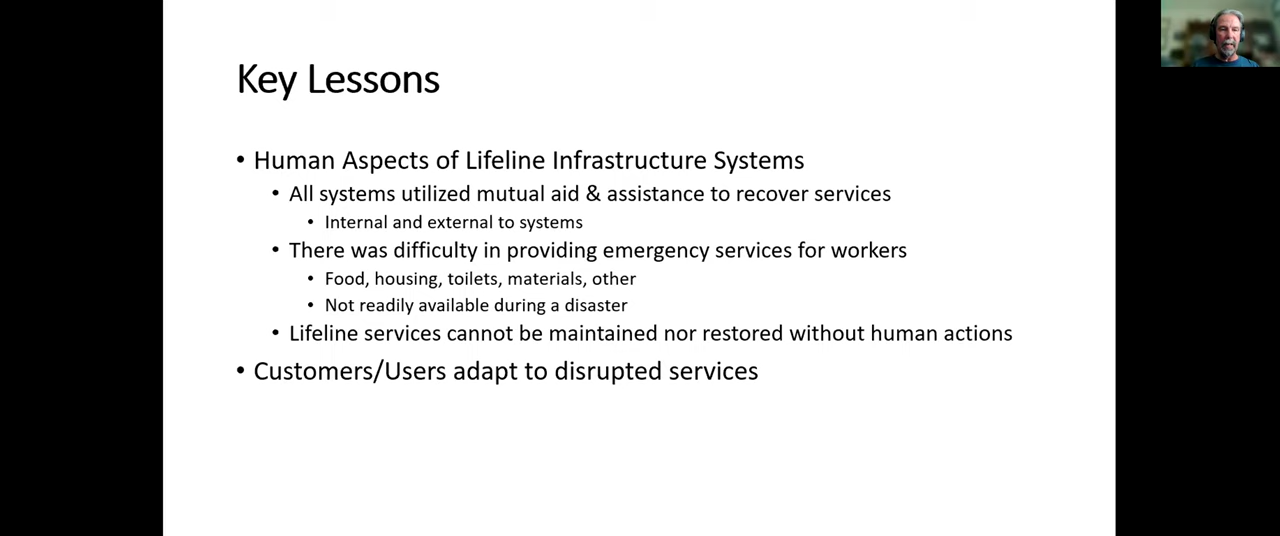 Key Lessons
• Human Aspects of Lifeline Infrastructure Systems
• All systems utilized mutual aid & assistance to recover services
• Internal and external to systems
• There was difficulty in providing emergency services for workers
• Food, housing, toilets, materials, other
• Not readily available during a disaster
• Lifeline services cannot be maintained nor restored without human actions
• Customers/Users adapt to disrupted services